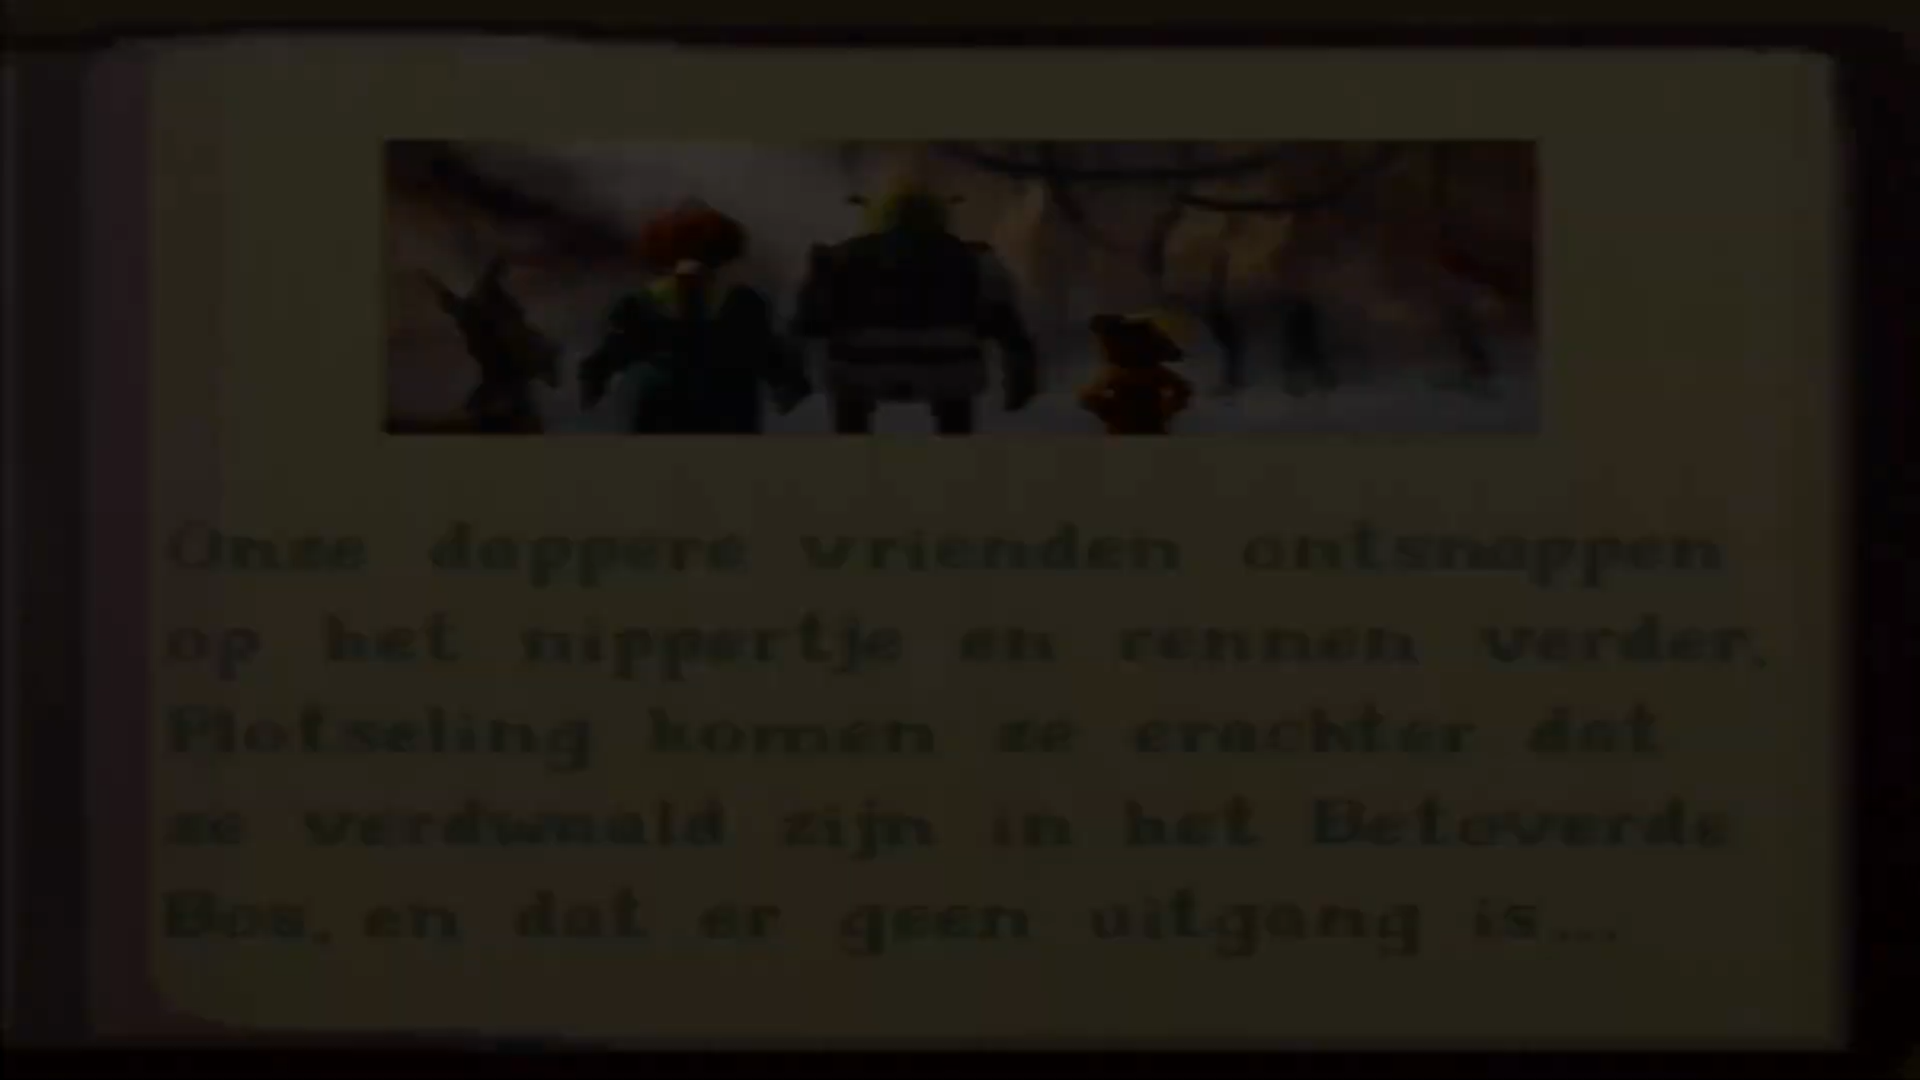 Onze dappere vrienden ontsnappen
op het nippertje en rennen verder.
Plotseling komen ze erachter dat
ze verdwaald zijn in het Betoverde
Bos, en dat er geen uitgang is...